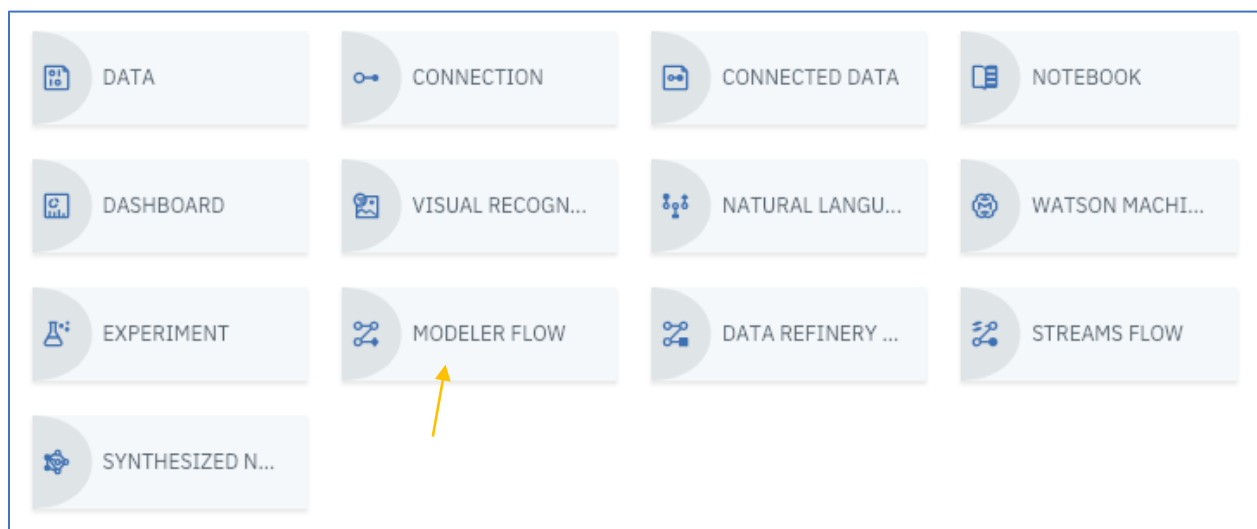 DATA
CONNECTION
CONNECTED DATA
NOTEBOOK
DASHBOARD
VISUAL RECOGN...
NATURAL LANGU...
WATSON MACHI...
EXPERIMENT
MODELER FLOW
DATA REFINERY ...
STREAMS FLOW
SYNTHESIZED N...